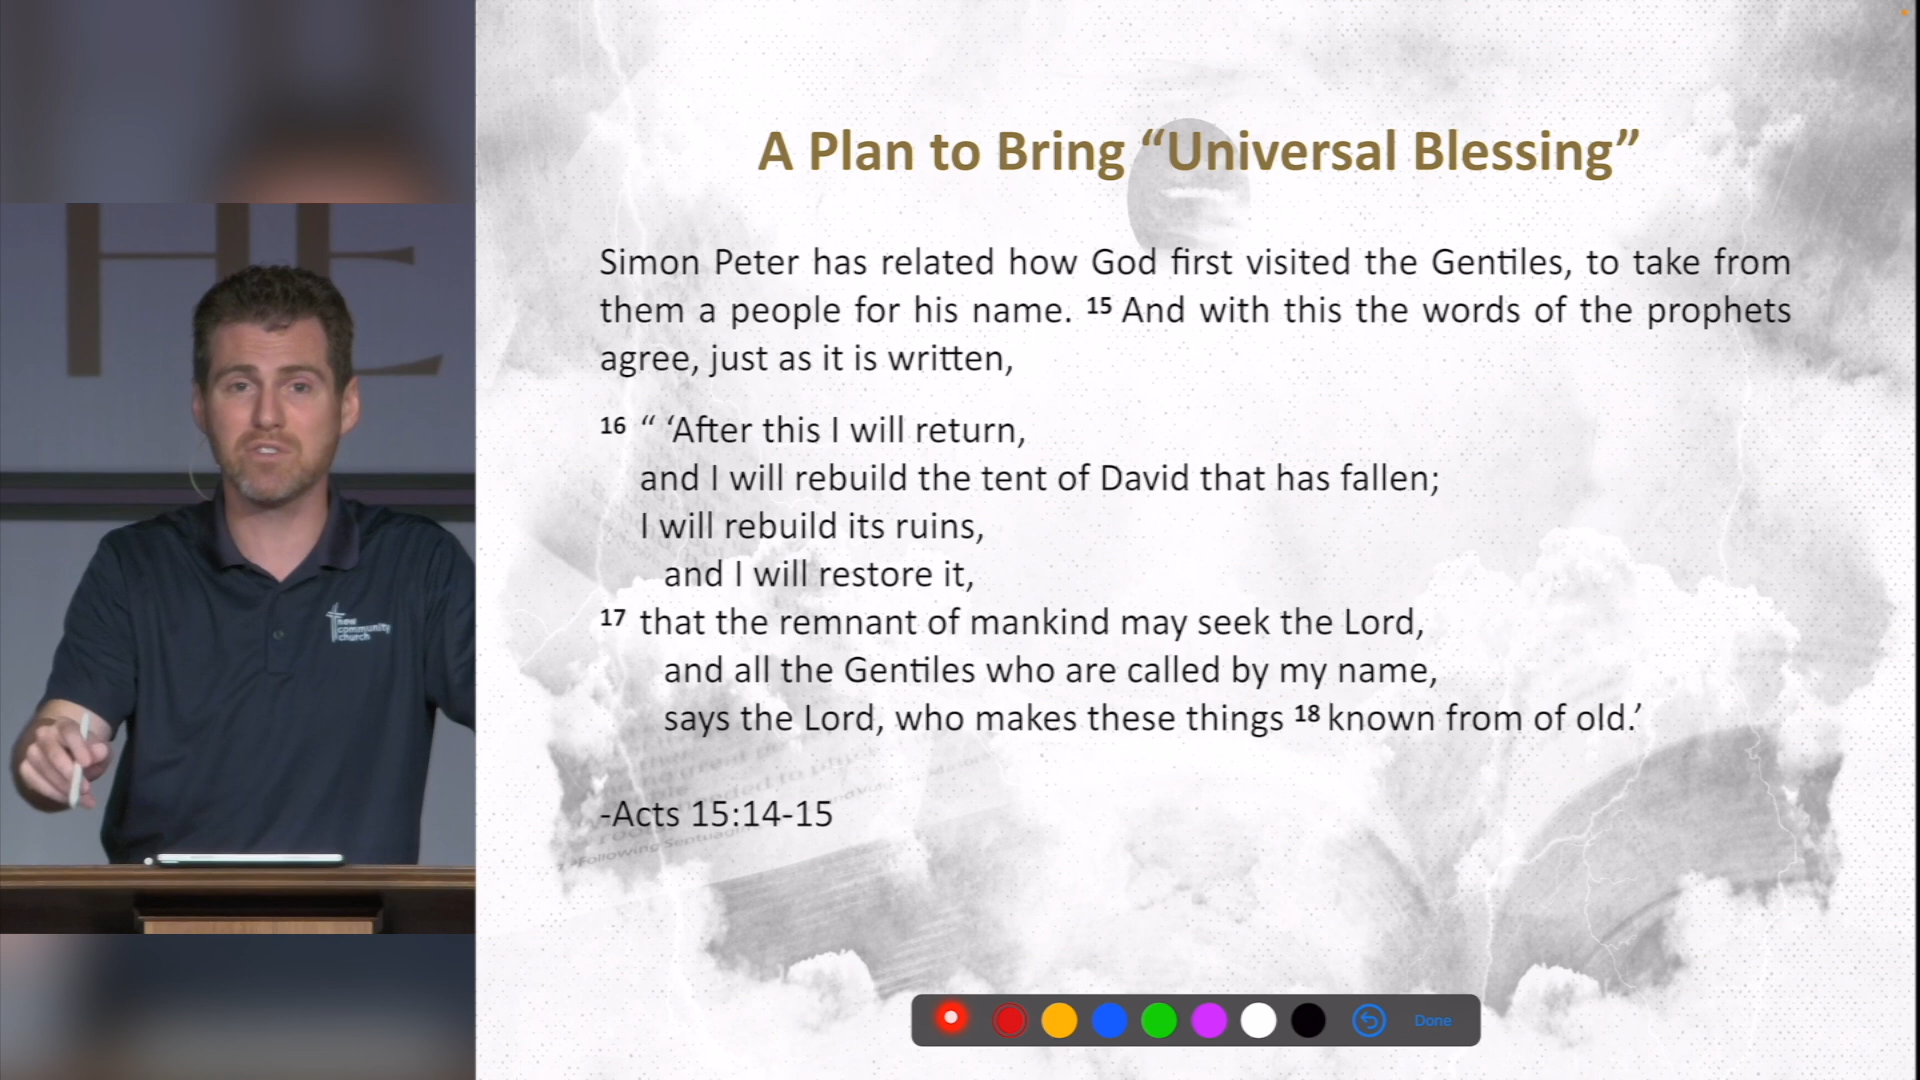 HE
new
community
church
A Plan to Bring “Universal Blessing”
Simon Peter has related how God first visited the Gentiles, to take from
them a people for his name. 15 And with this the words of the prophets
agree, just as it is written,
16 “ ‘After this I will return,
and I will rebuild the tent of David that has fallen;
I will rebuild its ruins,
and I will restore it,
17 that the remnant of mankind may seek the Lord,
and all the Gentiles who are called by my name,
says the Lord, who makes these things 18 known from of old.’
-Acts 15:14-15
Following
Done